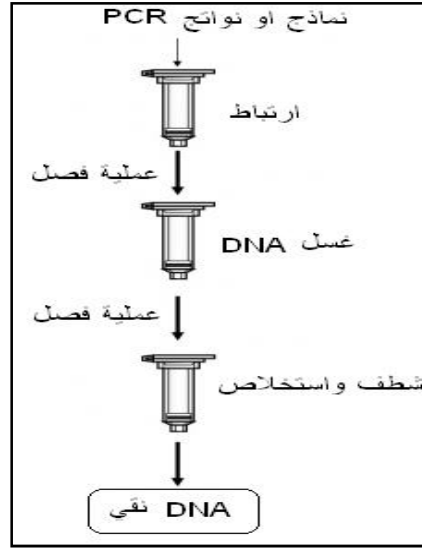 نماذج او نواتج PCR
ارتباط
عملية فصل
غسل DNA
عملية فصل
شطف واستخلاص
DNA نقي